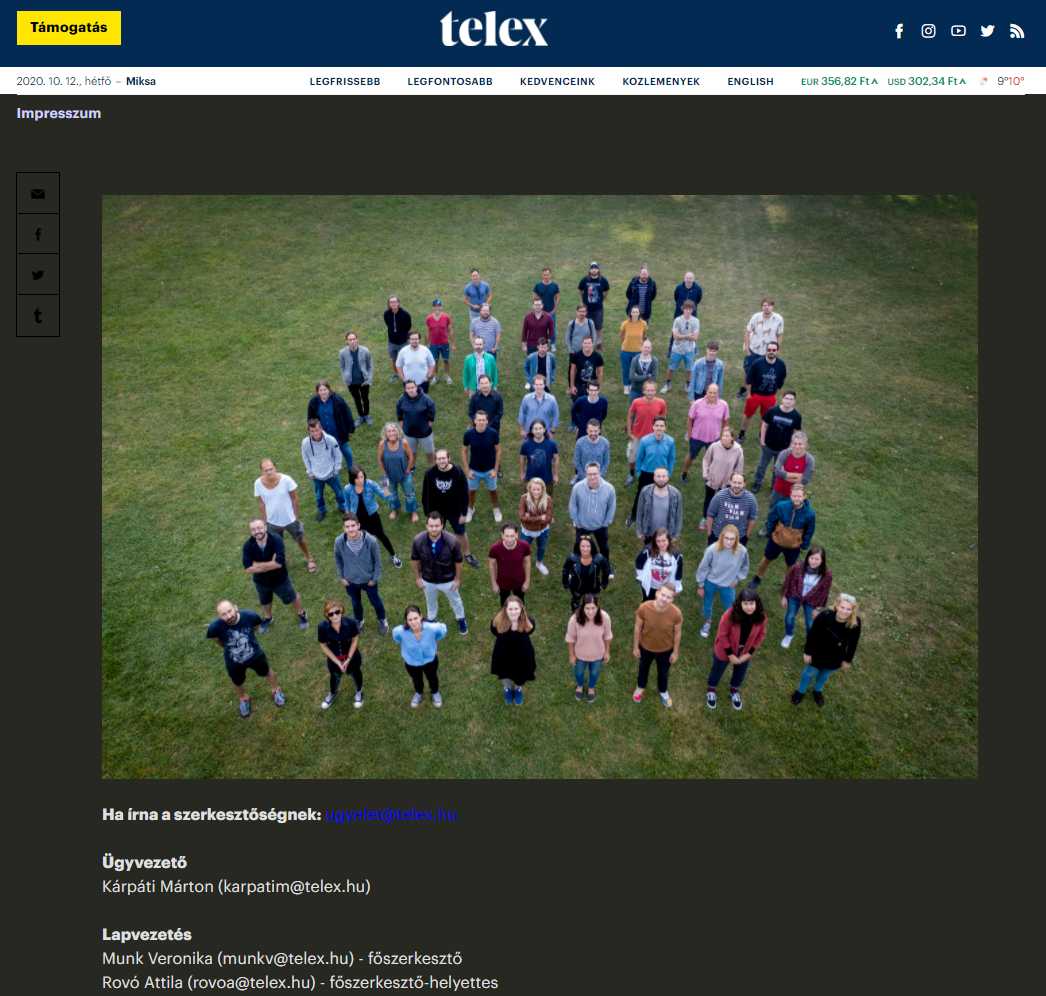 Támogatás
telex
2020. 10. 12., hétfő – Miksa
LEGFRISSEBB LEGFONTOSABB KEDVENCEINK KÖZLEMÉNYEK ENGLISH EUR 356,82 Ft USD 302,34 Ft 9°10°
Impresszum
Ha írna a szerkesztőségnek: ugyelet@telex.hu
Ügyvezető
Kárpáti Márton (karpatim@telex.hu)
Lapvezetés
Munk Veronika (munkv@telex.hu) - főszerkesztő
Rovó Attila (rovoa@telex.hu) - főszerkesztő-helyettes